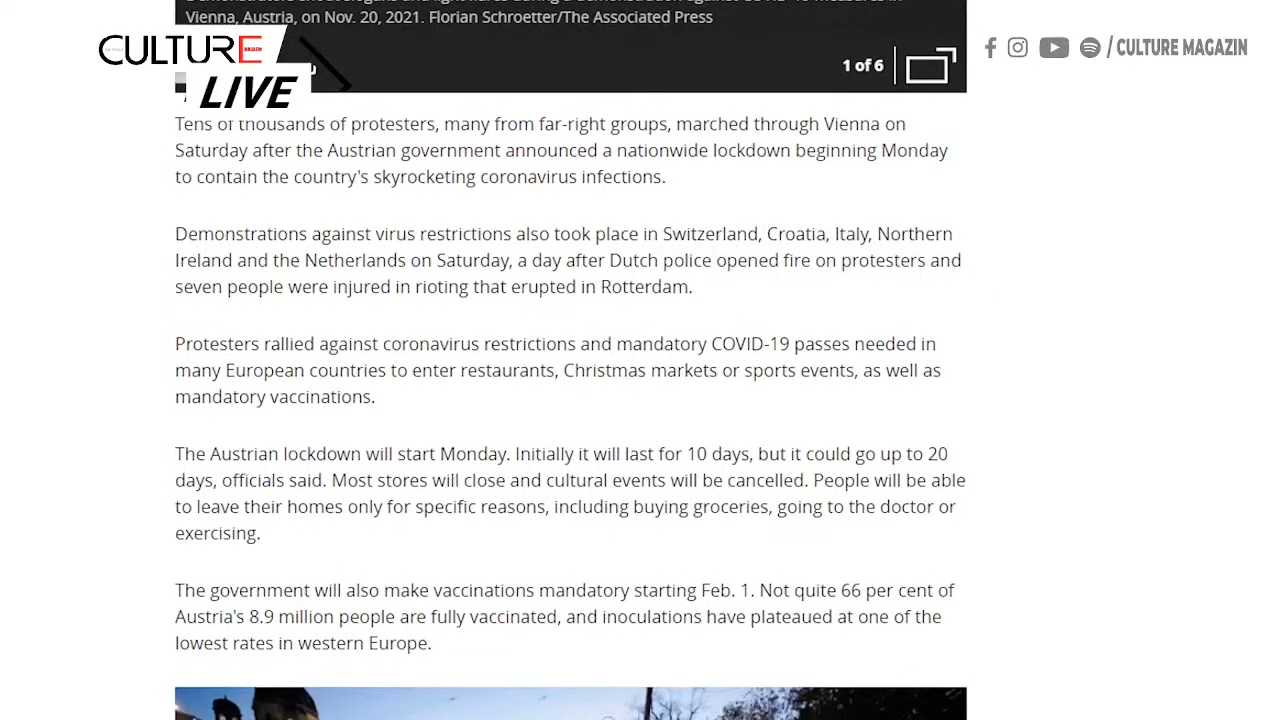 Vienna, Austria, on Nov. 20, 2021. Florian Schroetter/The Associated Press
CULTURE
MAGAZIN
LIVE
1 of 6
/ CULTURE MAGAZIN
Tens of thousands of protesters, many from far-right groups, marched through Vienna on
Saturday after the Austrian government announced a nationwide lockdown beginning Monday
to contain the country's skyrocketing coronavirus infections.
Demonstrations against virus restrictions also took place in Switzerland, Croatia, Italy, Northern
Ireland and the Netherlands on Saturday, a day after Dutch police opened fire on protesters and
seven people were injured in rioting that erupted in Rotterdam.
Protesters rallied against coronavirus restrictions and mandatory COVID-19 passes needed in
many European countries to enter restaurants, Christmas markets or sports events, as well as
mandatory vaccinations.
The Austrian lockdown will start Monday. Initially it will last for 10 days, but it could go up to 20
days, officials said. Most stores will close and cultural events will be cancelled. People will be able
to leave their homes only for specific reasons, including buying groceries, going to the doctor or
exercising.
The government will also make vaccinations mandatory starting Feb. 1. Not quite 66 per cent of
Austria's 8.9 million people are fully vaccinated, and inoculations have plateaued at one of the
lowest rates in western Europe.